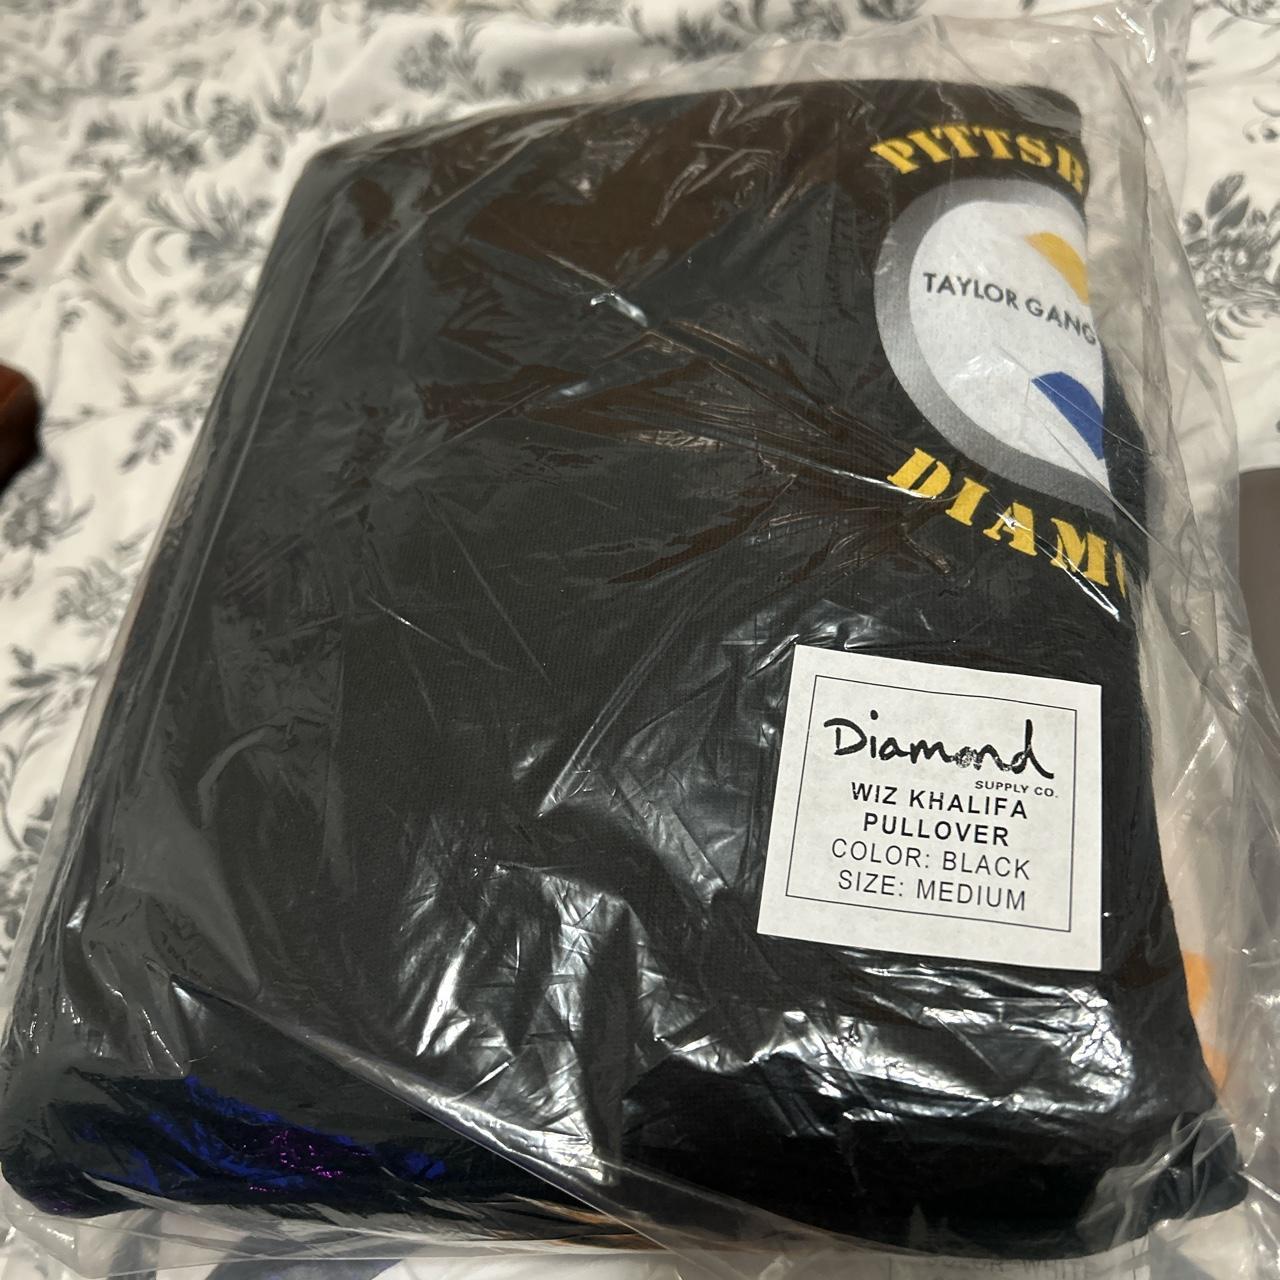 PITTSB
TAYLOR GANG
DIAM
Diamond
SUPPLY CO.
WIZ KHALIFA
PULLOVER
COLOR: BLACK
SIZE: MEDIUM